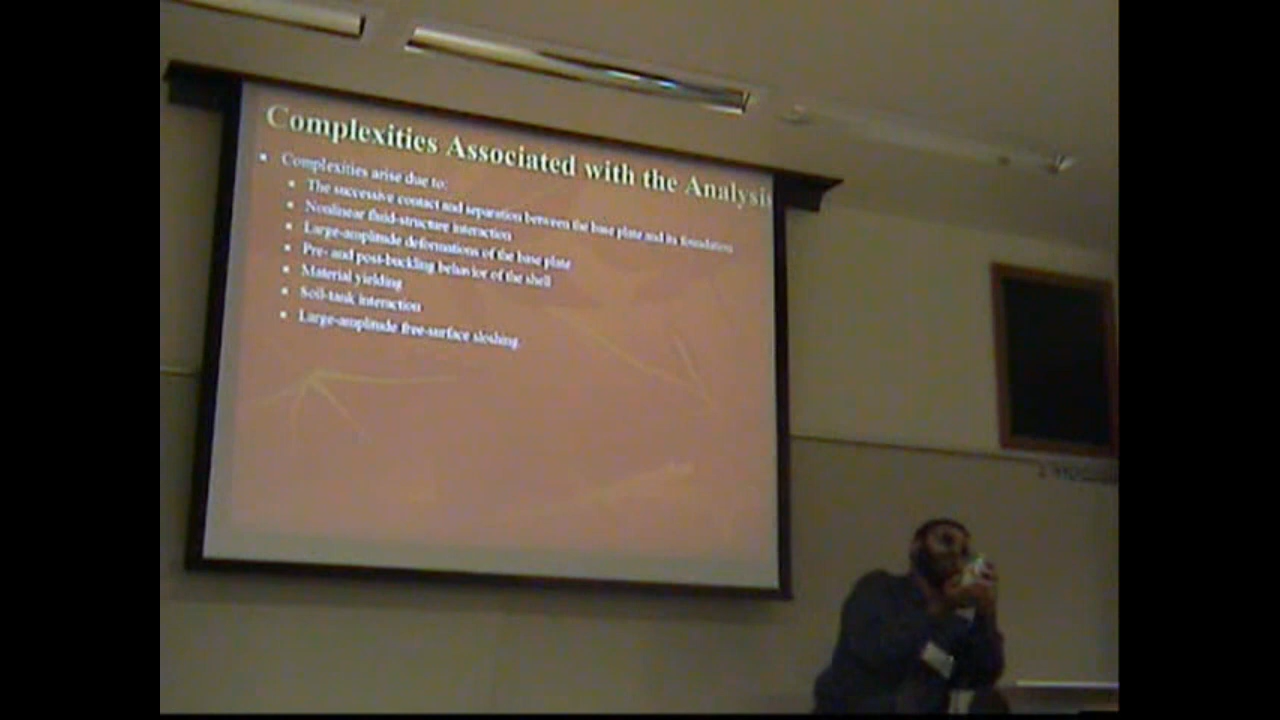 Complexities Associated with the Analysis
Complexities arise due to:
The successive contact and separation between the base plate and its foundation
Nonlinear fluid-structure interaction
Large-amplitude deformations of the base plate
Pre- and post-buckling behavior of the shell
Material yielding
Soil-tank interaction
Large-amplitude free-surface sloshing